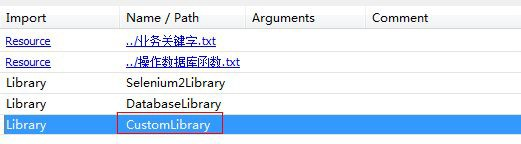 Import Name / Path Arguments Comment
Resource ../业务关键字.txt
Resource ../操作数据库函数.txt
Library Selenium2Library
Library DatabaseLibrary
Library CustomLibrary